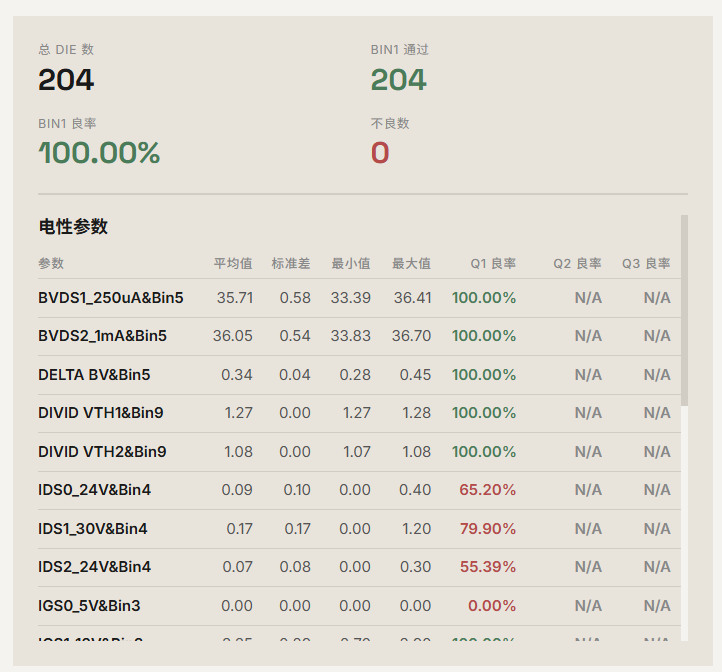 总 DIE 数 BIN1 通过
204 204
BIN1 良率 不良数
100.00% 0
电性参数
参数 平均值 标准差 最小值 最大值 Q1 良率 Q2 良率 Q3 良率
BVDS1_250uA&Bin5 35.71 0.58 33.39 36.41 100.00% N/A N/A
BVDS2_1mA&Bin5 36.05 0.54 33.83 36.70 100.00% N/A N/A
DELTA BV&Bin5 0.34 0.04 0.28 0.45 100.00% N/A N/A
DIVID VTH1&Bin9 1.27 0.00 1.27 1.28 100.00% N/A N/A
DIVID VTH2&Bin9 1.08 0.00 1.07 1.08 100.00% N/A N/A
IDS0_24V&Bin4 0.09 0.10 0.00 0.40 65.20% N/A N/A
IDS1_30V&Bin4 0.17 0.17 0.00 1.20 79.90% N/A N/A
IDS2_24V&Bin4 0.07 0.08 0.00 0.30 55.39% N/A N/A
IGS0_5V&Bin3 0.00 0.00 0.00 0.00 0.00% N/A N/A